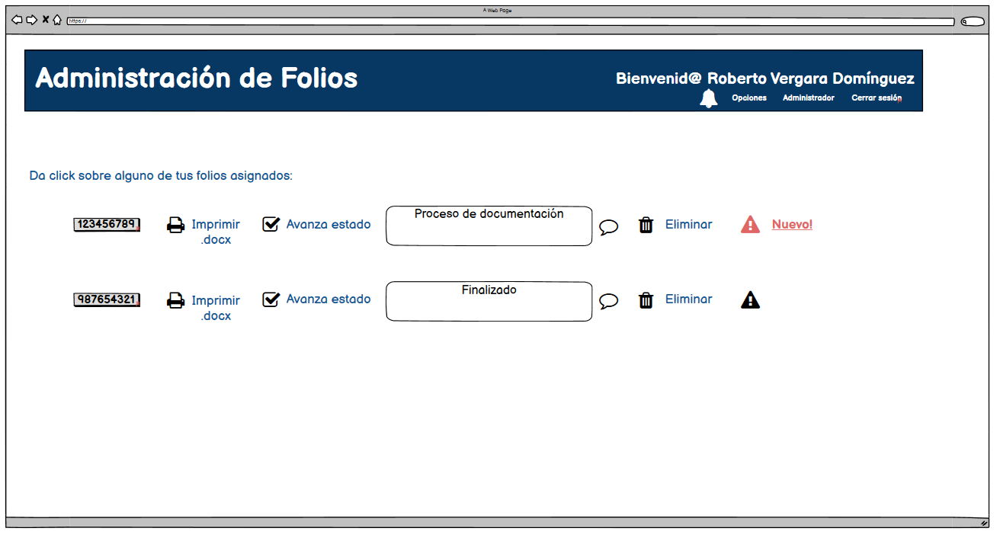 A Web Page
https://
Administración de Folios
Bienvenid@ Roberto Vergara Domínguez
Opciones Administrador Cerrar sesión
Da click sobre alguno de tus folios asignados:
123456789 Imprimir .docx Avanza estado Proceso de documentación Eliminar Nuevo!
987654321 Imprimir .docx Avanza estado Finalizado Eliminar